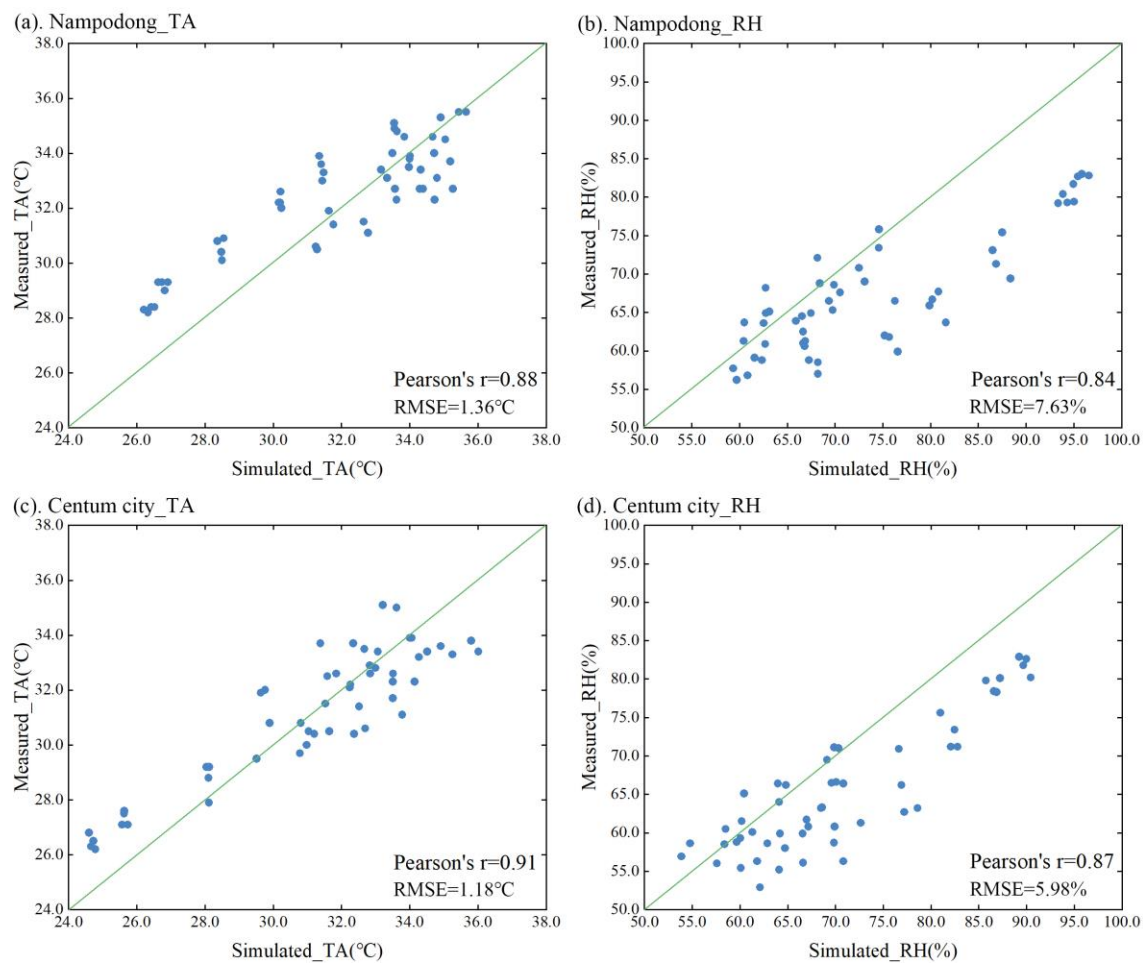 (a). Nampodong_TA
38.0
36.0
34.0
32.0
30.0
28.0
26.0
24.0
Measured_TA(℃)
Pearson's r=0.88
RMSE=1.36℃
24.0 26.0 28.0 30.0 32.0 34.0 36.0 38.0
Simulated_TA(℃)
(b). Nampodong_RH
100.0
95.0
90.0
85.0
80.0
75.0
70.0
65.0
60.0
55.0
50.0
Measured_RH(%)
Pearson's r=0.84
RMSE=7.63%
50.0 55.0 60.0 65.0 70.0 75.0 80.0 85.0 90.0 95.0 100.0
Simulated_RH(%)
(c). Centum city_TA
38.0
36.0
34.0
32.0
30.0
28.0
26.0
24.0
Measured_TA(℃)
Pearson's r=0.91
RMSE=1.18℃
24.0 26.0 28.0 30.0 32.0 34.0 36.0 38.0
Simulated_TA(℃)
(d). Centum city_RH
100.0
95.0
90.0
85.0
80.0
75.0
70.0
65.0
60.0
55.0
50.0
Measured_RH(%)
Pearson's r=0.87
RMSE=5.98%
50.0 55.0 60.0 65.0 70.0 75.0 80.0 85.0 90.0 95.0 100.0
Simulated_RH(%)